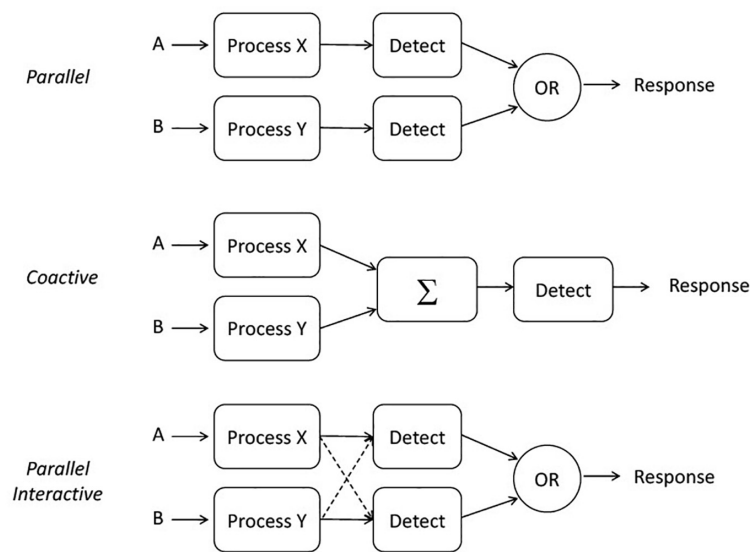 Parallel
A
Process X
Detect
B
Process Y
Detect
OR
Response
Coactive
A
Process X
B
Process Y
Σ
Detect
Response
Parallel
Interactive
A
Process X
Detect
B
Process Y
Detect
OR
Response